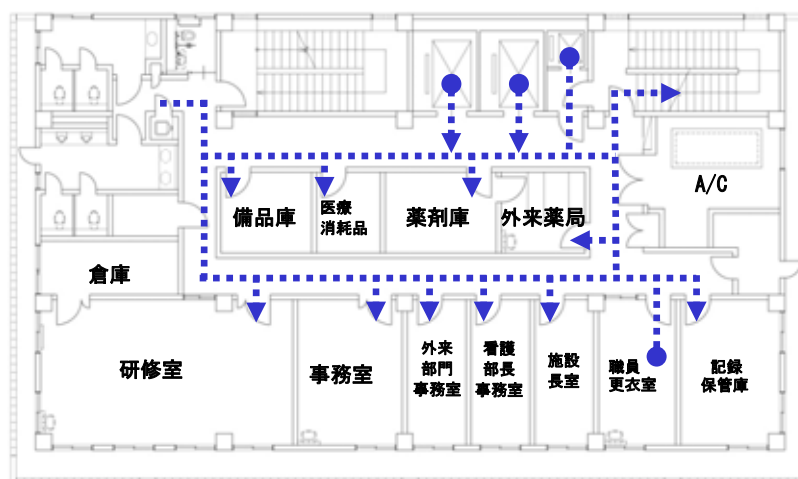 A/C
備品庫
医療
消耗品
薬剤庫
外来薬局
倉庫
研修室
事務室
外来
部門
事務室
看護
部長
事務室
施設
長室
職員
更衣室
記録
保管庫